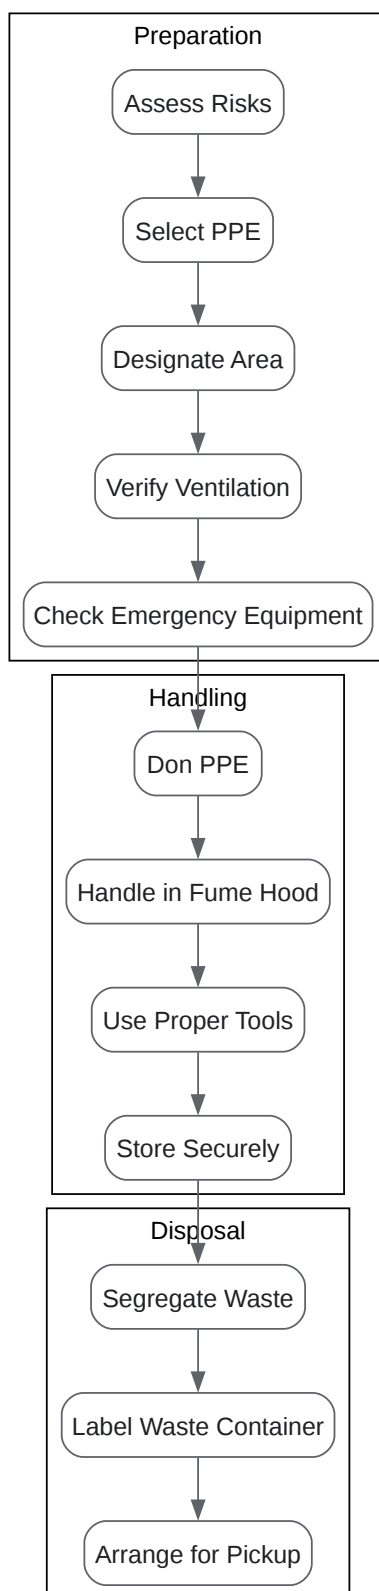 Preparation
Assess Risks
Select PPE
Designate Area
Verify Ventilation
Check Emergency Equipment
Handling
Don PPE
Handle in Fume Hood
Use Proper Tools
Store Securely
Disposal
Segregate Waste
Label Waste Container
Arrange for Pickup